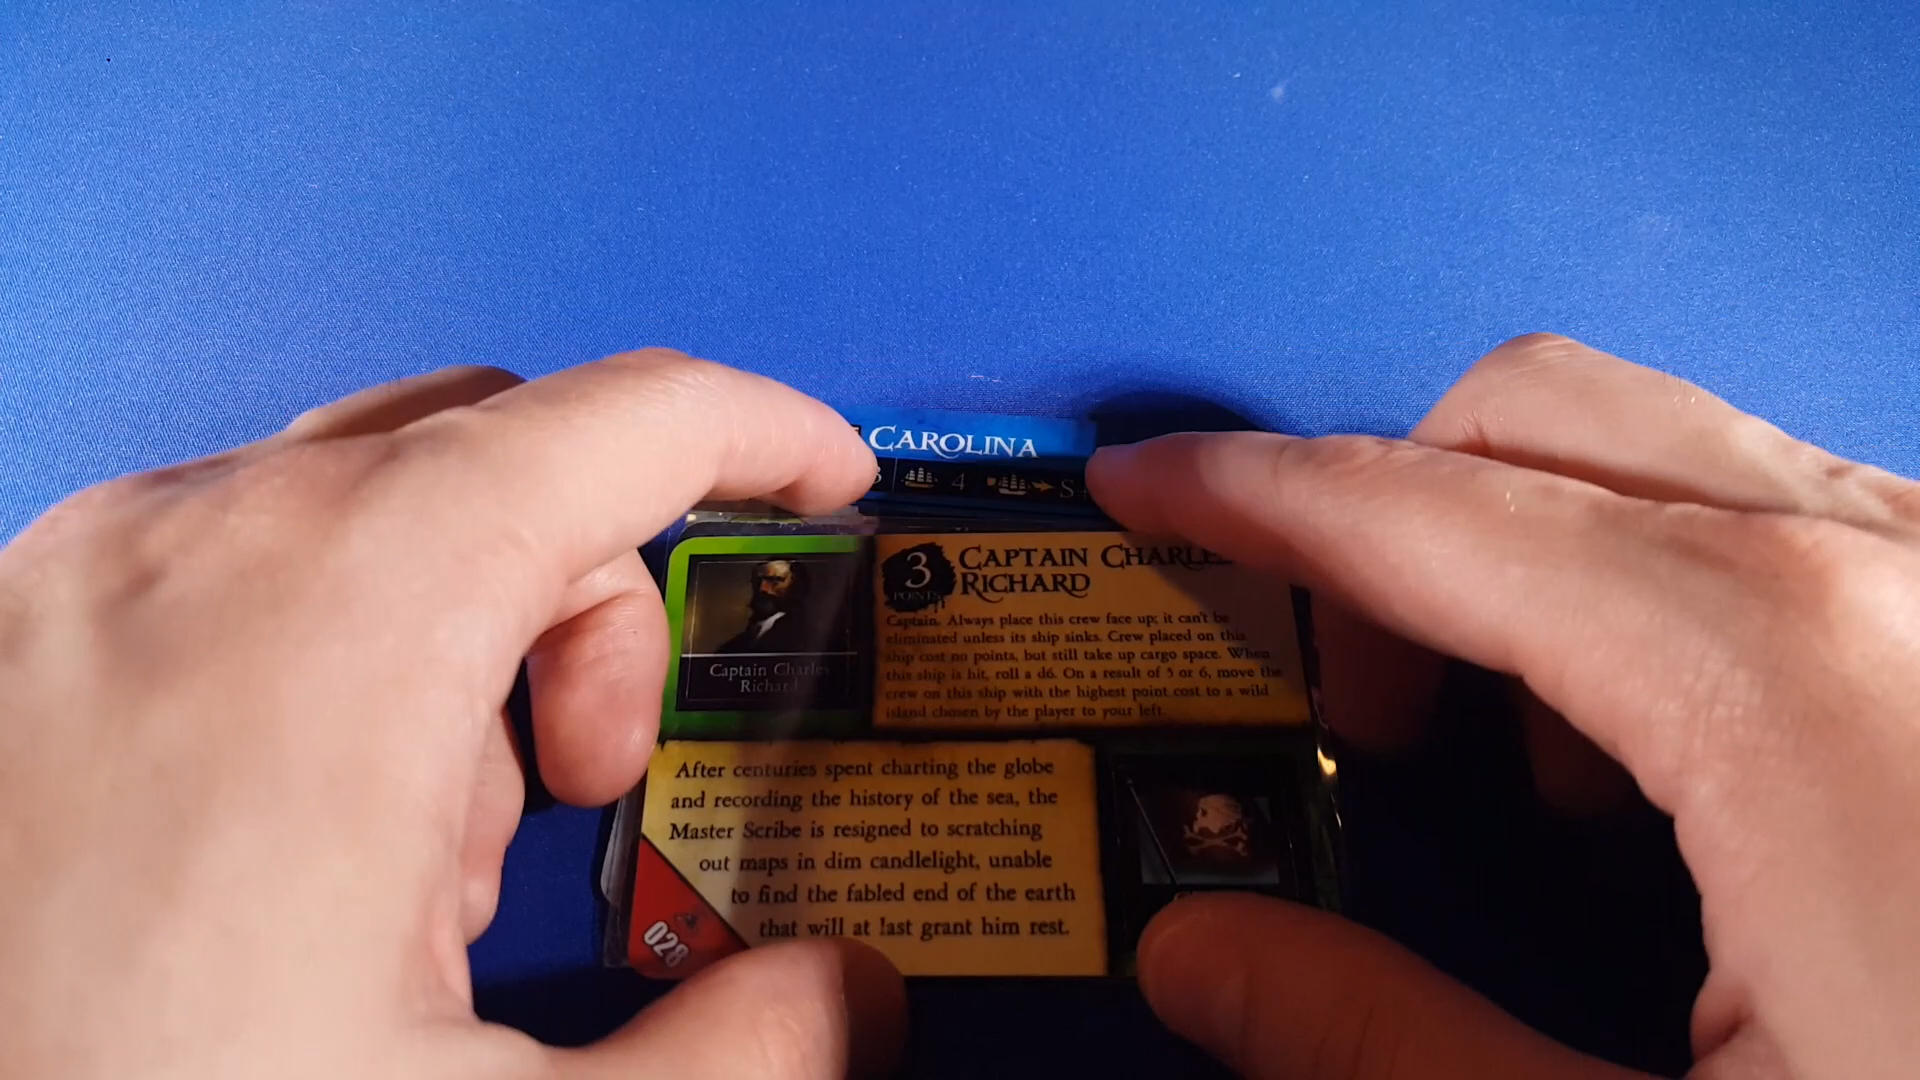 CAROLINA
4 S+
3 CAPTAIN CHARLE
POINTS RICHARD
Captain. Always place this crew face up; it can't be
eliminated unless its ship sinks. Crew placed on this
ship cost no points, but still take up cargo space. When
this ship is hit, roll a d6. On a result of 5 or 6, move the
crew on this ship with the highest point cost to a wild
island chosen by the player to your left.
Captain Charles
Richard
After centuries spent charting the globe
and recording the history of the sea, the
Master Scribe is resigned to scratching
out maps in dim candlelight, unable
to find the fabled end of the earth
that will at last grant him rest.
028